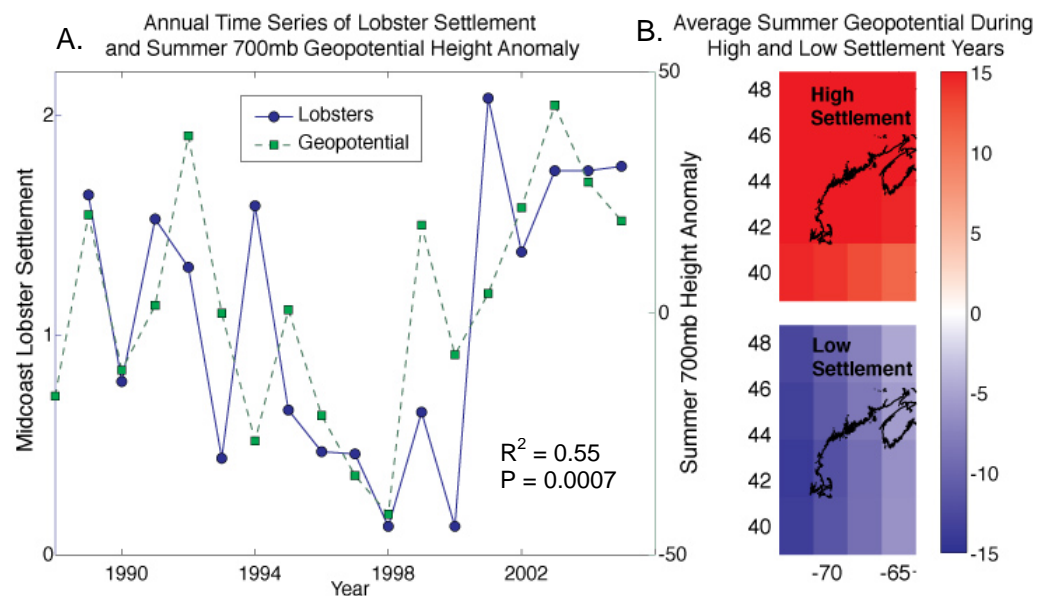 A.
Annual Time Series of Lobster Settlement
and Summer 700mb Geopotential Height Anomaly
Midcoast Lobster Settlement
2
1
0
Lobsters
Geopotential
R² = 0.55
P = 0.0007
50
0
-50
Summer 700mb Height Anomaly
1990
1994
1998
2002
Year
B.
Average Summer Geopotential During
High and Low Settlement Years
48
46
44
42
40
High
Settlement
48
46
44
42
40
Low
Settlement
-70
-65
15
10
5
0
-5
-10
-15